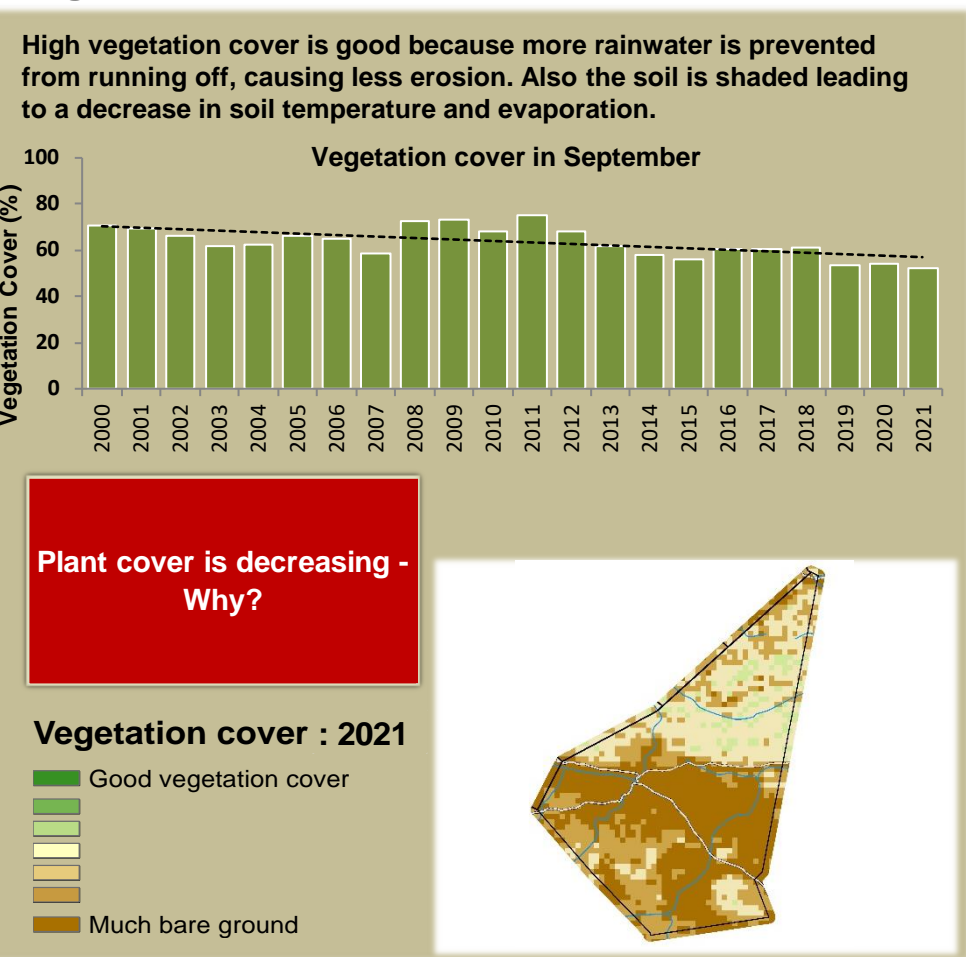 High vegetation cover is good because more rainwater is prevented
from running off, causing less erosion. Also the soil is shaded leading
to a decrease in soil temperature and evaporation.
Vegetation cover in September
Vegetation Cover (%)
100
80
60
40
20
0
2000 2001 2002 2003 2004 2005 2006 2007 2008 2009 2010 2011 2012 2013 2014 2015 2016 2017 2018 2019 2020 2021
Plant cover is decreasing -
Why?
Vegetation cover : 2021
Good vegetation cover
Much bare ground